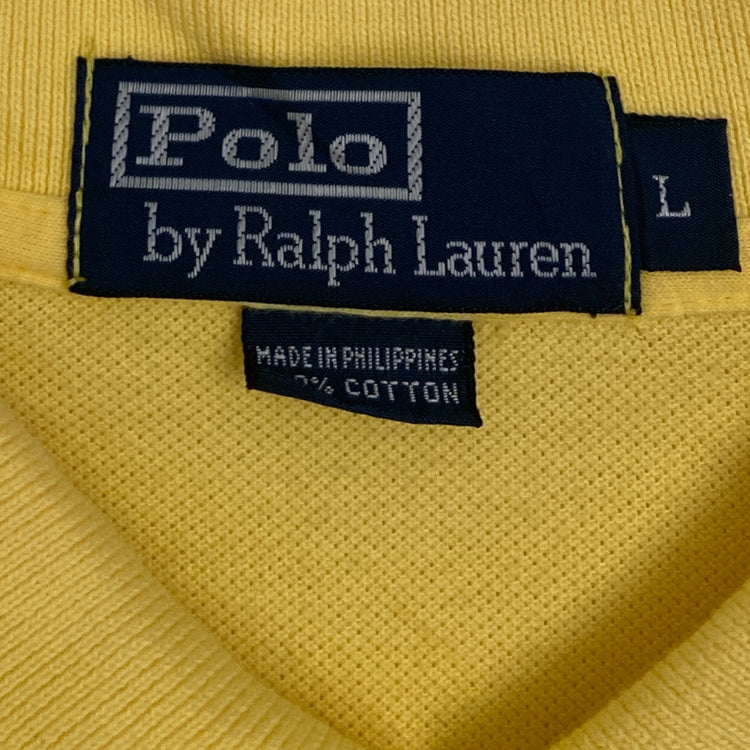 Polo
by Ralph Lauren
L
MADE IN PHILIPPINES
COTTON